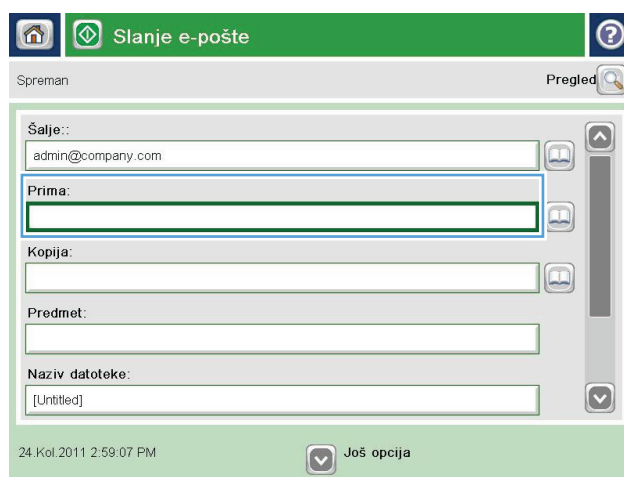 Slanje e-pošte
Spreman
Pregled
Šalje::
admin@company.com
Prima:
Kopija:
Predmet:
Naziv datoteke:
[Untitled]
24.Kol.2011 2:59:07 PM
Još opcija